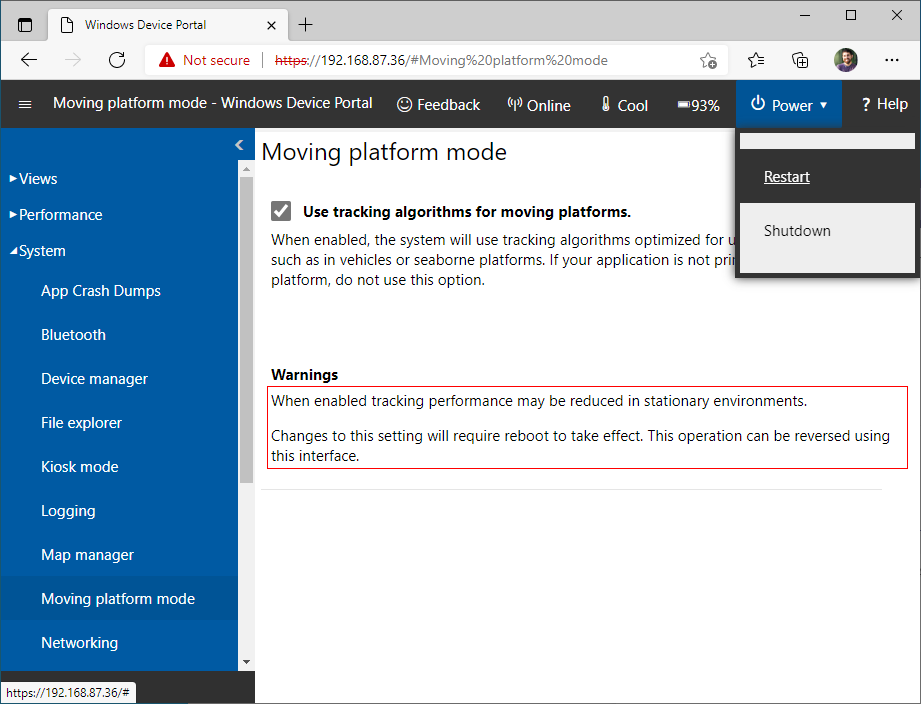 Windows Device Portal
Not secure
https://192.168.87.36/#Moving%20platform%20mode
Moving platform mode - Windows Device Portal
Feedback
Online
Cool
93%
Power
Help
Restart
Shutdown
Views
Performance
System
App Crash Dumps
Bluetooth
Device manager
File explorer
Kiosk mode
Logging
Map manager
Moving platform mode
Networking
Moving platform mode
Use tracking algorithms for moving platforms.
When enabled, the system will use tracking algorithms optimized for u
such as in vehicles or seaborne platforms. If your application is not prin
platform, do not use this option.
Warnings
When enabled tracking performance may be reduced in stationary environments.
Changes to this setting will require reboot to take effect. This operation can be reversed using
this interface.
https://192.168.87.36/#